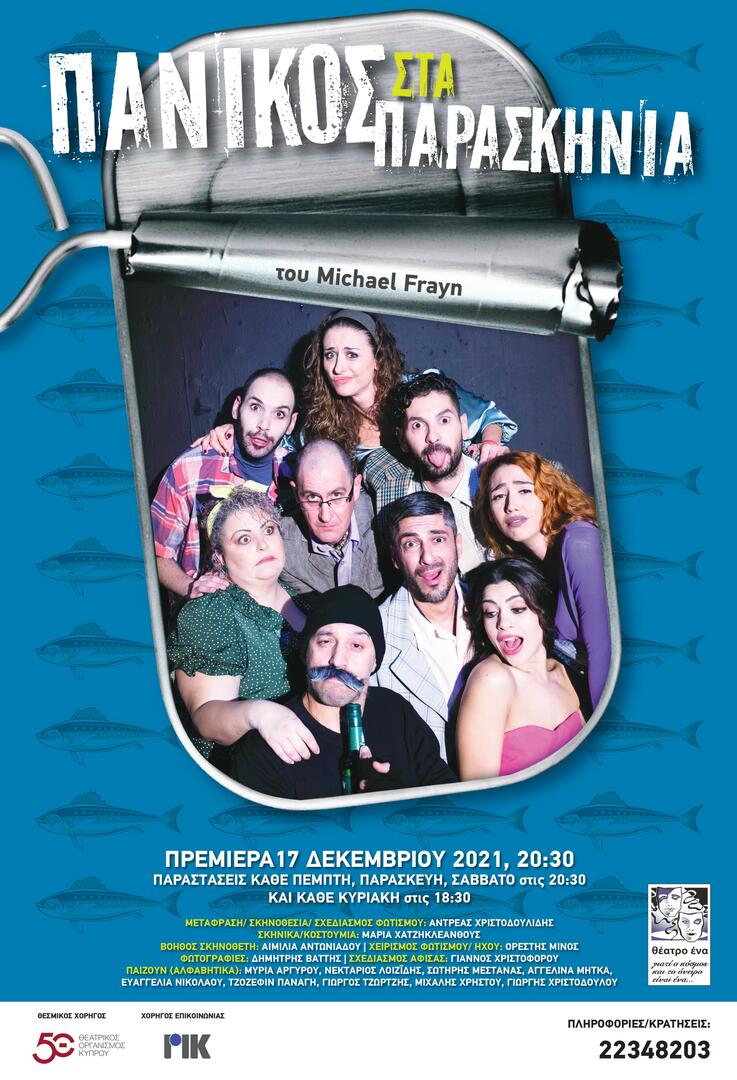 ΠΑΝΙΚΟΣ ΣΤΑ
ΠΑΡΑΣΚΗΝΙΑ
του Michael Frayn
ΠΡΕΜΙΕΡΑ17 ΔΕΚΕΜΒΡΙΟΥ 2021, 20:30
ΠΑΡΑΣΤΑΣΕΙΣ ΚΑΘΕ ΠΕΜΠΤΗ, ΠΑΡΑΣΚΕΥΗ, ΣΑΒΒΑΤΟ στις 20:30
ΚΑΙ ΚΑΘΕ ΚΥΡΙΑΚΗ στις 18:30
ΜΕΤΑΦΡΑΣΗ/ ΣΚΗΝΟΘΕΣΙΑ/ ΣΧΕΔΙΑΣΜΟΣ ΦΩΤΙΣΜΟΥ: ΑΝΤΡΕΑΣ ΧΡΙΣΤΟΔΟΥΛΙΔΗΣ
ΣΚΗΝΙΚΑ/ΚΟΣΤΟΥΜΙΑ: ΜΑΡΙΑ ΧΑΤΖΗΚΛΕΑΝΘΟΥΣ
ΒΟΗΘΟΣ ΣΚΗΝΟΘΕΤΗ: ΑΙΜΙΛΙΑ ΑΝΤΩΝΙΑΔΟΥ | ΧΕΙΡΙΣΜΟΣ ΦΩΤΙΣΜΟΥ/ ΗΧΟΥ: ΟΡΕΣΤΗΣ ΜΙΝΟΣ
ΦΩΤΟΓΡΑΦΙΕΣ: ΔΗΜΗΤΡΗΣ ΒΑΤΤΗΣ | ΣΧΕΔΙΑΣΜΟΣ ΑΦΙΣΑΣ: ΓΙΑΝΝΟΣ ΧΡΙΣΤΟΦΟΡΟΥ
ΠΑΙΖΟΥΝ (ΑΛΦΑΒΗΤΙΚΑ): ΜΥΡΙΑ ΑΡΓΥΡΟΥ, ΝΕΚΤΑΡΙΟΣ ΛΟΙΖΪΔΗΣ, ΣΩΤΗΡΗΣ ΜΕΣΤΑΝΑΣ, ΑΓΓΕΛΙΝΑ ΜΗΤΚΑ,
ΕΥΑΓΓΕΛΙΑ ΝΙΚΟΛΑΟΥ, ΤΖΟΖΕΦΙΝ ΠΑΝΑΓΗ, ΓΙΩΡΓΟΣ ΤΖΩΡΤΖΗΣ, ΜΙΧΑΛΗΣ ΧΡΗΣΤΟΥ, ΓΙΩΡΓΗΣ ΧΡΙΣΤΟΔΟΥΛΟΥ
θέατρο ένα
γιατί ο κόσμος
και το όνειρο
είναι ένα...
ΘΕΣΜΙΚΟΣ ΧΟΡΗΓΟΣ
50
ΘΕΑΤΡΙΚΟΣ
ΟΡΓΑΝΙΣΜΟΣ
ΚΥΠΡΟΥ
ΧΟΡΗΓΟΣ ΕΠΙΚΟΙΝΩΝΙΑΣ
ΡΙΚ
ΠΛΗΡΟΦΟΡΙΕΣ/ΚΡΑΤΗΣΕΙΣ:
22348203